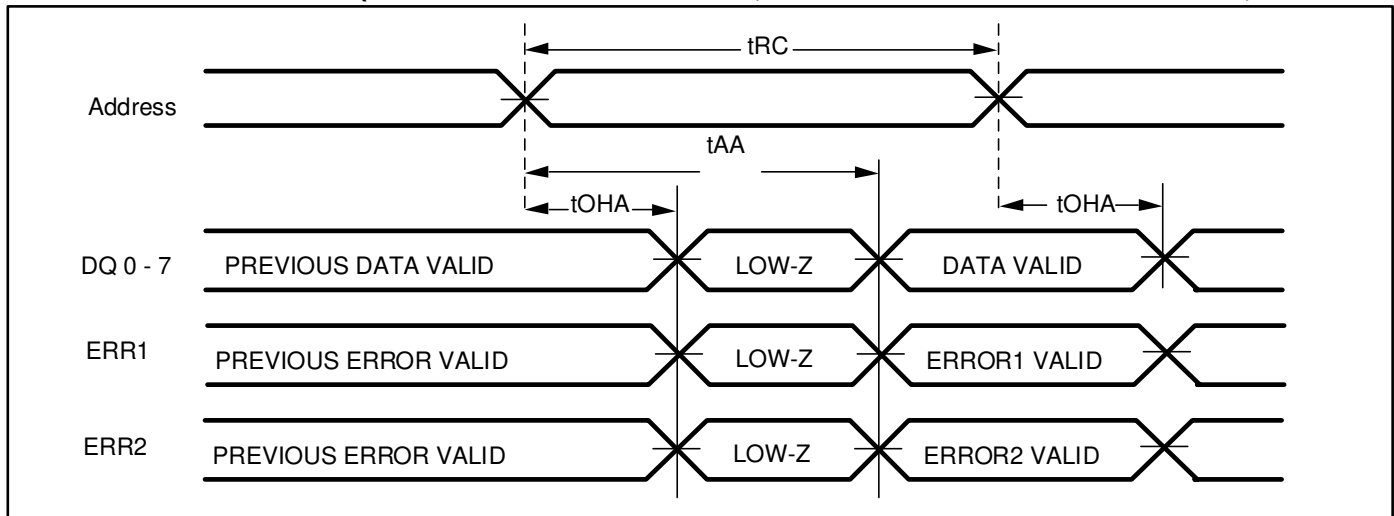 tRC
Address
tAA
tOHA
tOHA
DQ 0 - 7
PREVIOUS DATA VALID
LOW-Z
DATA VALID
ERR1
PREVIOUS ERROR VALID
LOW-Z
ERROR1 VALID
ERR2
PREVIOUS ERROR VALID
LOW-Z
ERROR2 VALID